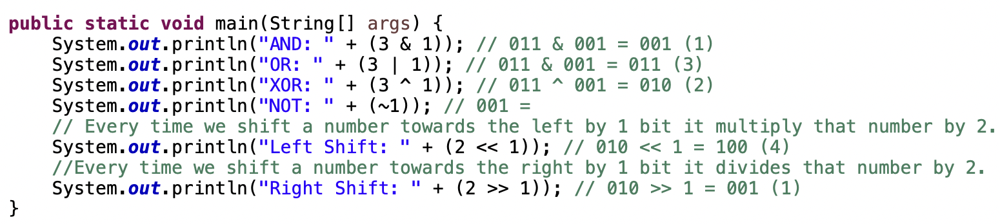 public static void main(String[] args) {
    System.out.println("AND: " + (3 & 1)); // 011 & 001 = 001 (1)
    System.out.println("OR: " + (3 | 1)); // 011 & 001 = 011 (3)
    System.out.println("XOR: " + (3 ^ 1)); // 011 ^ 001 = 010 (2)
    System.out.println("NOT: " + (~1)); // 001 =
    // Every time we shift a number towards the left by 1 bit it multiply that number by 2.
    System.out.println("Left Shift: " + (2 << 1)); // 010 << 1 = 100 (4)
    //Every time we shift a number towards the right by 1 bit it divides that number by 2.
    System.out.println("Right Shift: " + (2 >> 1)); // 010 >> 1 = 001 (1)
}